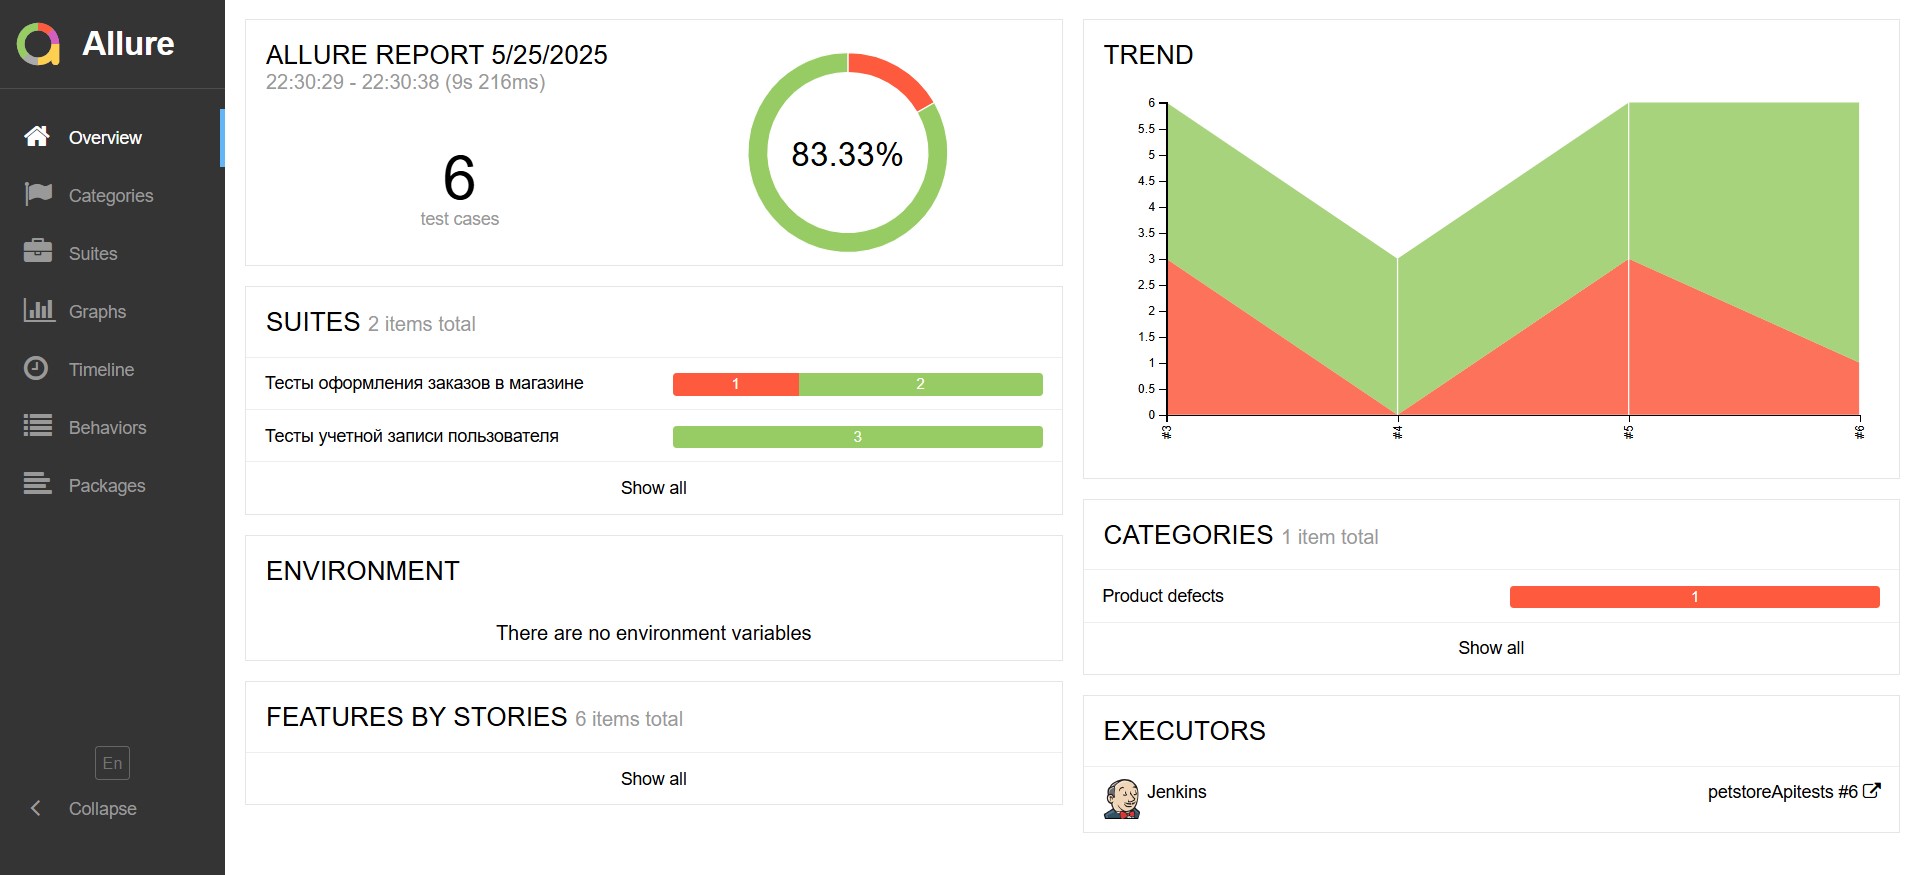 Allure
Overview
Categories
Suites
Graphs
Timeline
Behaviors
Packages
En
Collapse
ALLURE REPORT 5/25/2025
22:30:29 - 22:30:38 (9s 216ms)
6
test cases
83.33%
SUITES 2 items total
Тесты оформления заказов в магазине 1 2
Тесты учетной записи пользователя 3
Show all
ENVIRONMENT
There are no environment variables
FEATURES BY STORIES 6 items total
Show all
TREND
6
5.5
5
4.5
4
3.5
3
2.5
2
1.5
1
0.5
0
#3 #4 #5 #6
CATEGORIES 1 item total
Product defects 1
Show all
EXECUTORS
Jenkins petstoreApitests #6